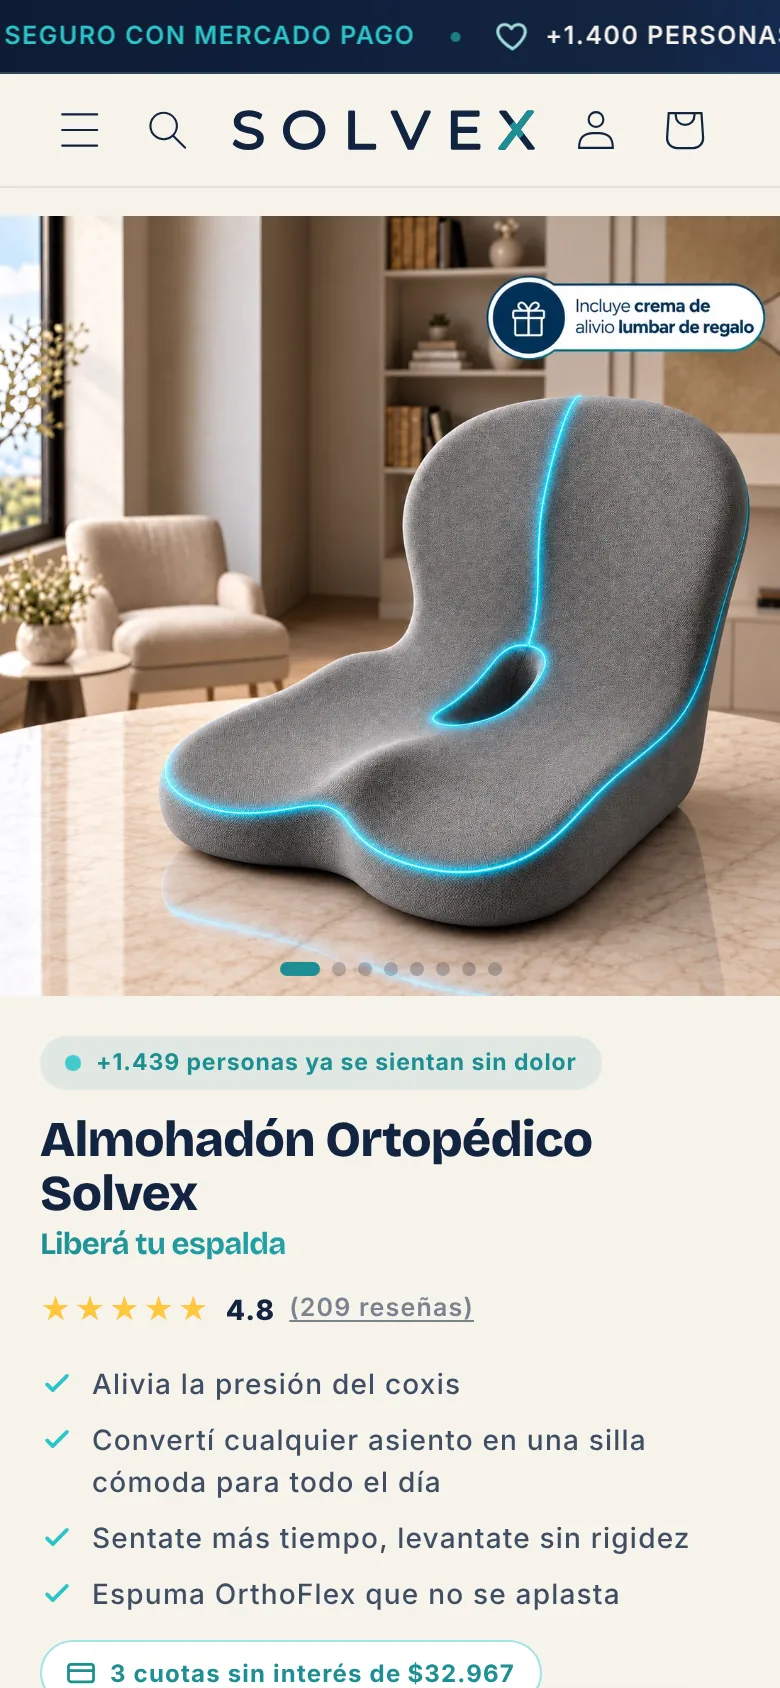 SEGURO CON MERCADO PAGO • +1.400 PERSONAS
SOLVEX
Incluye crema de
alivio lumbar de regalo
+1.439 personas ya se sientan sin dolor
Almohadón Ortopédico
Solvex
Liberá tu espalda
★★★★★ 4.8 (209 reseñas)
Alivia la presión del coxis
Convertí cualquier asiento en una silla
cómoda para todo el día
Sentate más tiempo, levantate sin rigidez
Espuma OrthoFlex que no se aplasta
3 cuotas sin interés de $32.967